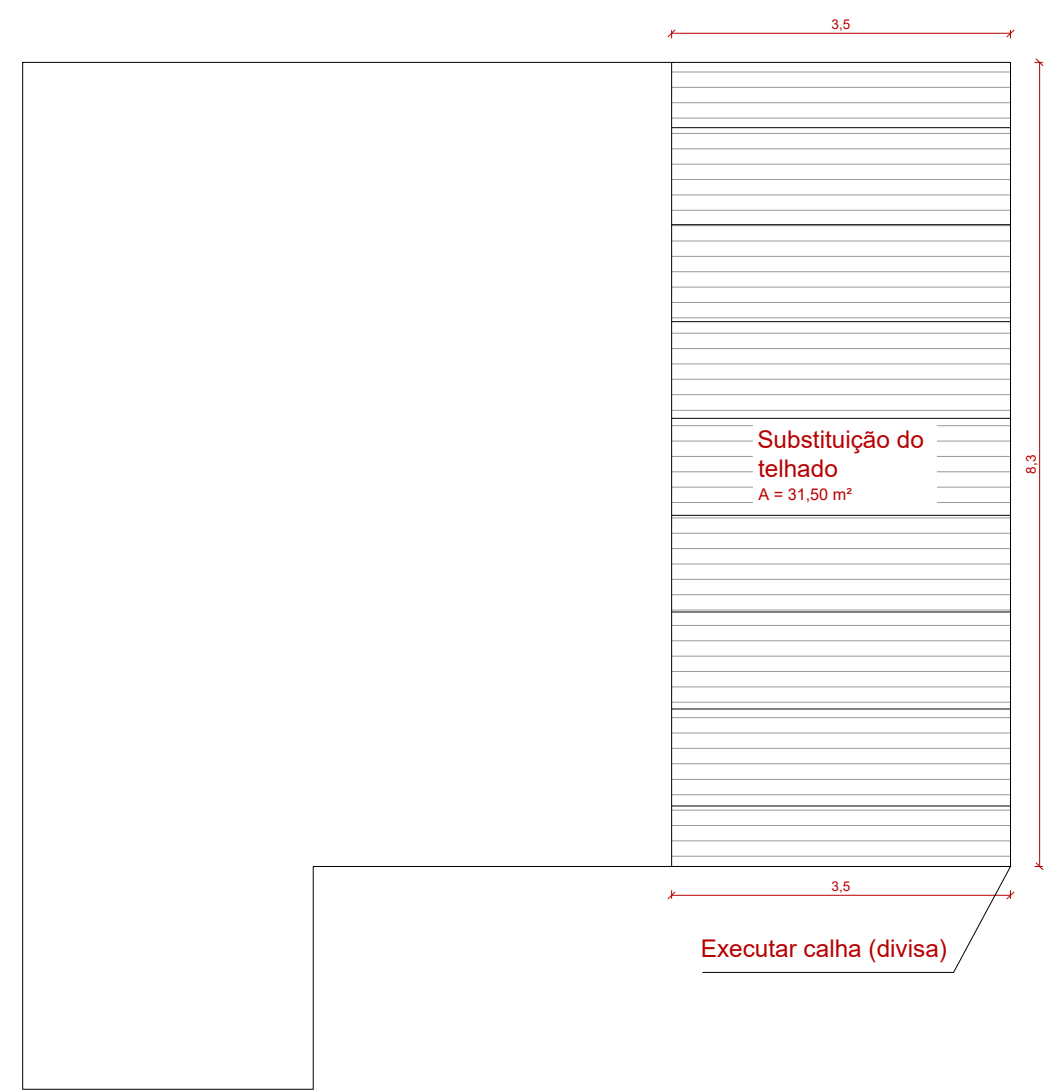 3,5
Substituição do
telhado
A = 31,50 m²
8,3
3,5
Executar calha (divisa)